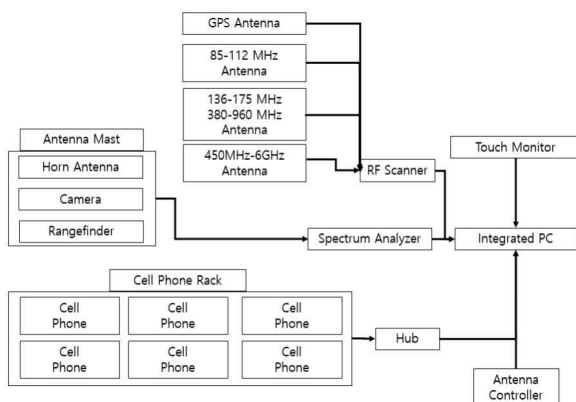 GPS Antenna
85-112 MHz
Antenna
136-175 MHz
380-960 MHz
Antenna
450MHz-6GHz
Antenna
RF Scanner
Touch Monitor
Antenna Mast
Horn Antenna
Camera
Rangefinder
Spectrum Analyzer
Integrated PC
Cell Phone Rack
Cell
Phone
Cell
Phone
Cell
Phone
Cell
Phone
Cell
Phone
Cell
Phone
Hub
Antenna
Controller